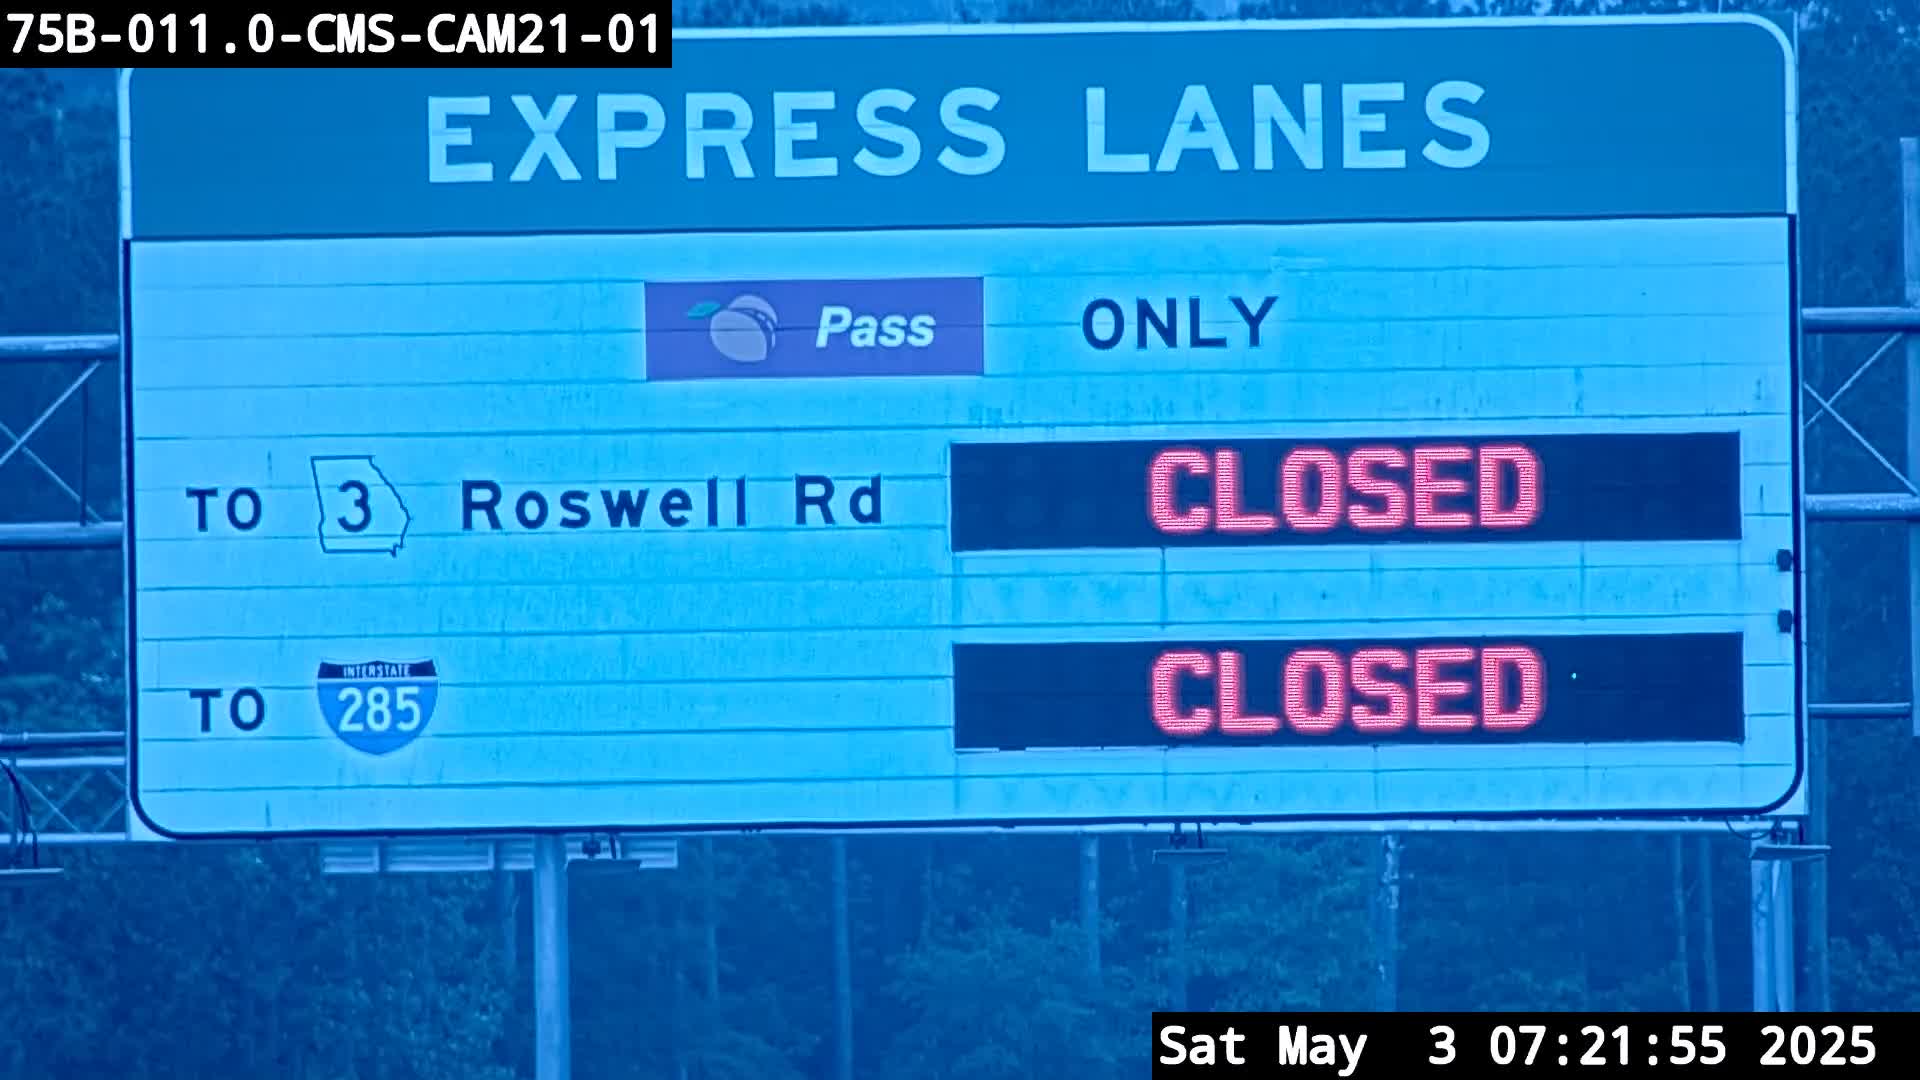 75B-011.0-CMS-CAM21-01
EXPRESS LANES
Pass ONLY
TO 3 Roswell Rd CLOSED
INTERSTATE
TO 285 CLOSED
Sat May 3 07:21:55 2025